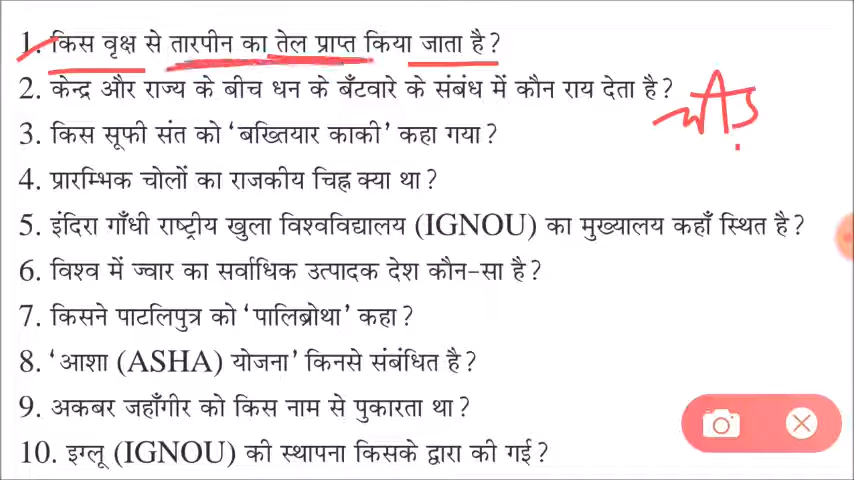 1. किस वृक्ष से तारपीन का तेल प्राप्त किया जाता है?
2. केन्द्र और राज्य के बीच धन के बँटवारे के संबंध में कौन राय देता है?
चीड़
3. किस सूफी संत को ‘बख्तियार काकी’ कहा गया?
4. प्रारम्भिक चोलों का राजकीय चिह्न क्या था?
5. इंदिरा गाँधी राष्ट्रीय खुला विश्वविद्यालय (IGNOU) का मुख्यालय कहाँ स्थित है?
6. विश्व में ज्वार का सर्वाधिक उत्पादक देश कौन-सा है?
7. किसने पाटलिपुत्र को ‘पालिब्रोथा’ कहा?
8. ‘आशा (ASHA) योजना’ किनसे संबंधित है?
9. अकबर जहाँगीर को किस नाम से पुकारता था?
10. इग्लू (IGNOU) की स्थापना किसके द्वारा की गई?